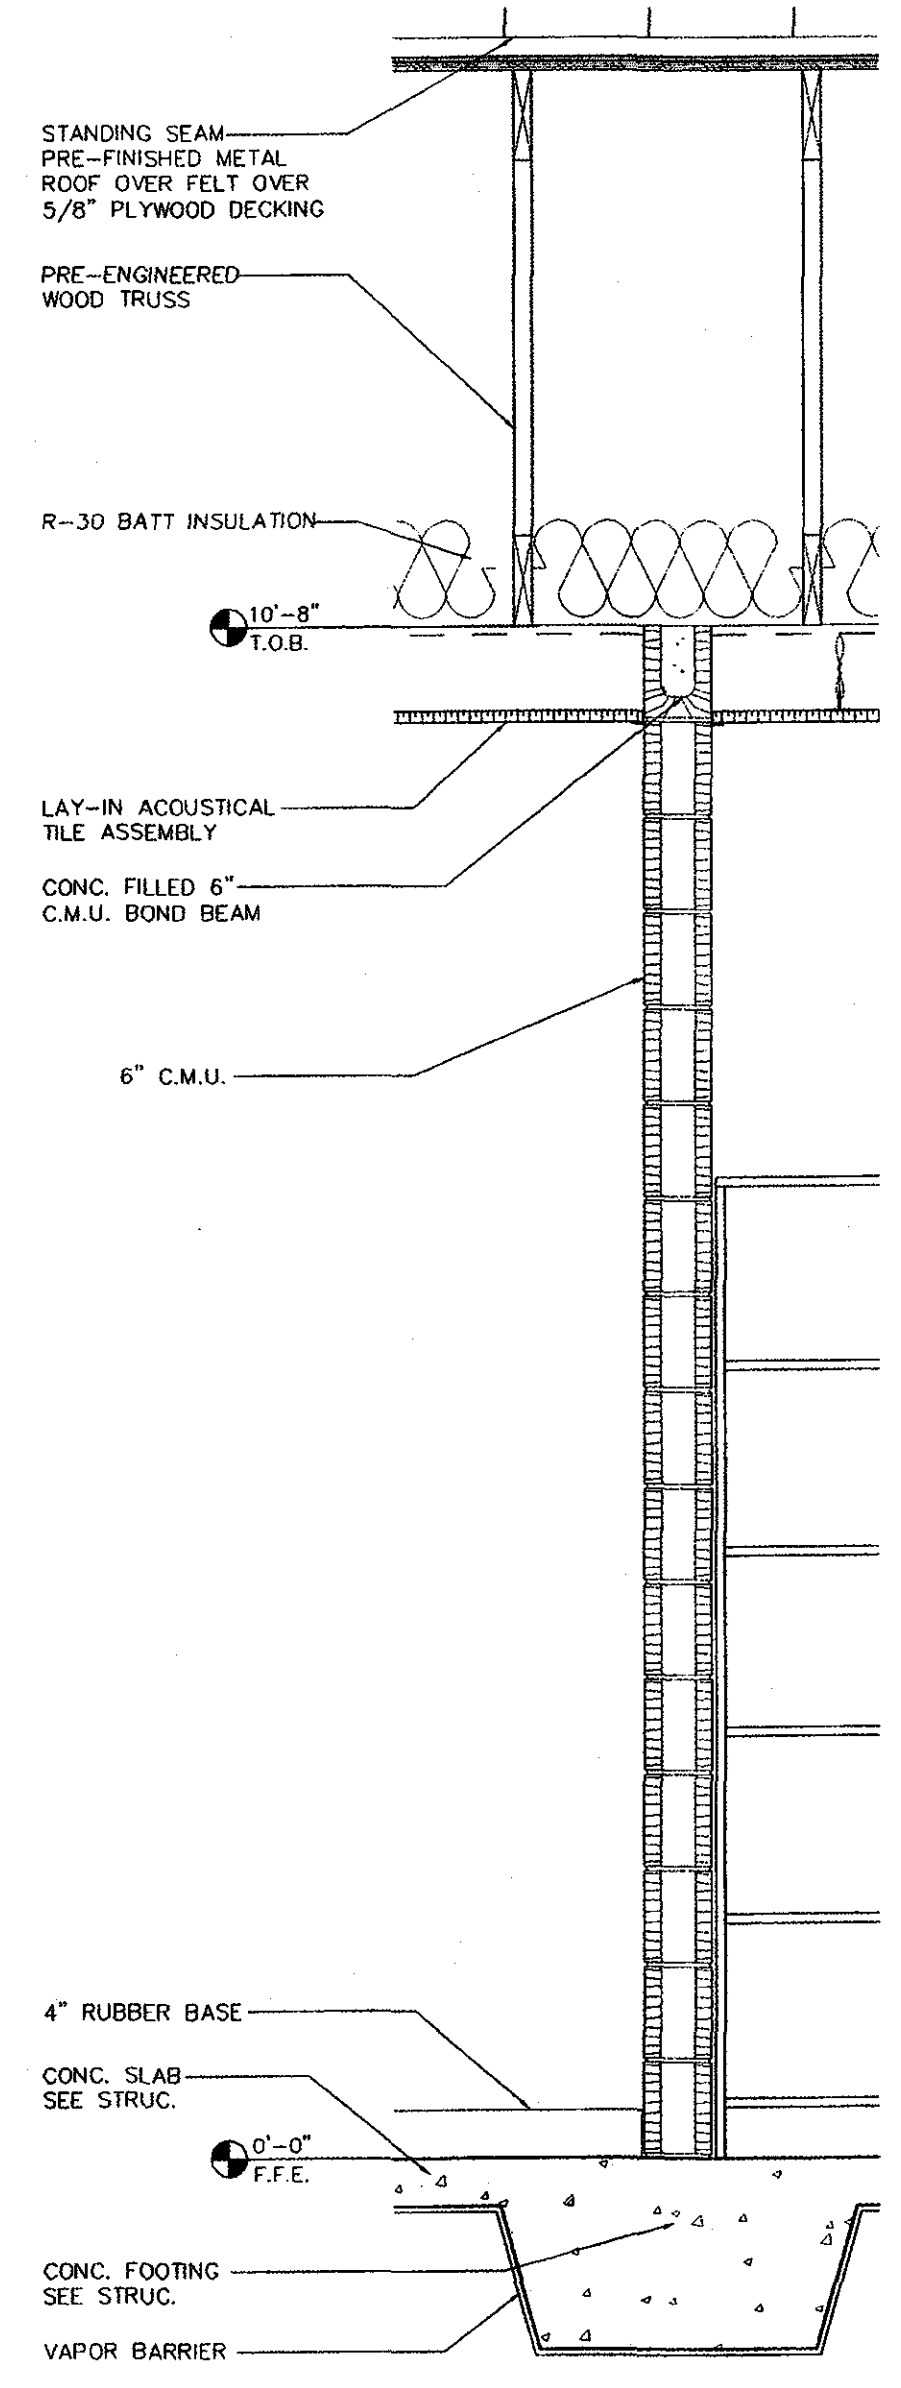 STANDING SEAM
PRE-FINISHED METAL
ROOF OVER FELT OVER
5/8" PLYWOOD DECKING
PRE-ENGINEERED
WOOD TRUSS
R-30 BATT INSULATION
10'-8"
T.O.B.
LAY-IN ACOUSTICAL
TILE ASSEMBLY
CONC. FILLED 6"
C.M.U. BOND BEAM
6" C.M.U.
4" RUBBER BASE
CONC. SLAB
SEE STRUC.
0'-0"
F.F.E.
CONC. FOOTING
SEE STRUC.
VAPOR BARRIER